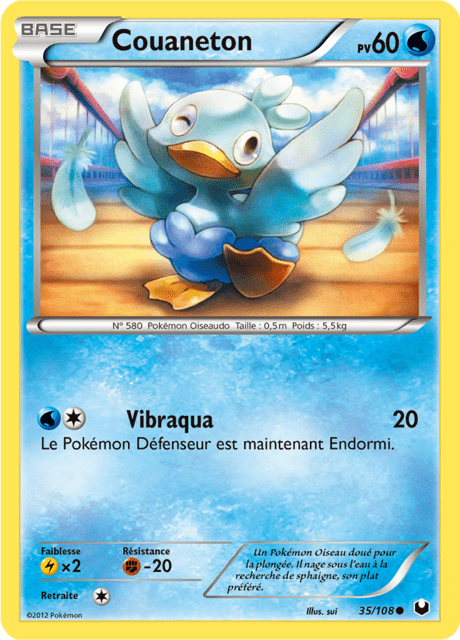 BASE
Couaneton
PV60
N° 580 Pokémon Oiseaudo Taille : 0,5m Poids : 5,5kg
Vibraqua 20
Le Pokémon Défenseur est maintenant Endormi.
Faiblesse
×2
Résistance
-20
Retraite
Un Pokémon Oiseau doué pour
la plongée. Il nage sous l'eau à la
recherche de sphaigne, son plat
préféré.
©2012 Pokémon
Illus. sui 35/108